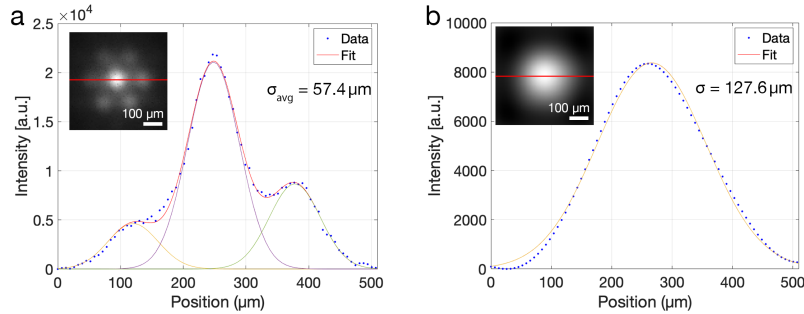 a
×10⁴
2.5
2
1.5
1
0.5
0
0 100 200 300 400 500
Intensity [a.u.]
Position (µm)
100 µm
Data
Fit
σavg = 57.4 µm
b
10000
8000
6000
4000
2000
0
0 100 200 300 400 500
Intensity [a.u.]
Position (µm)
100 µm
Data
Fit
σ = 127.6 µm